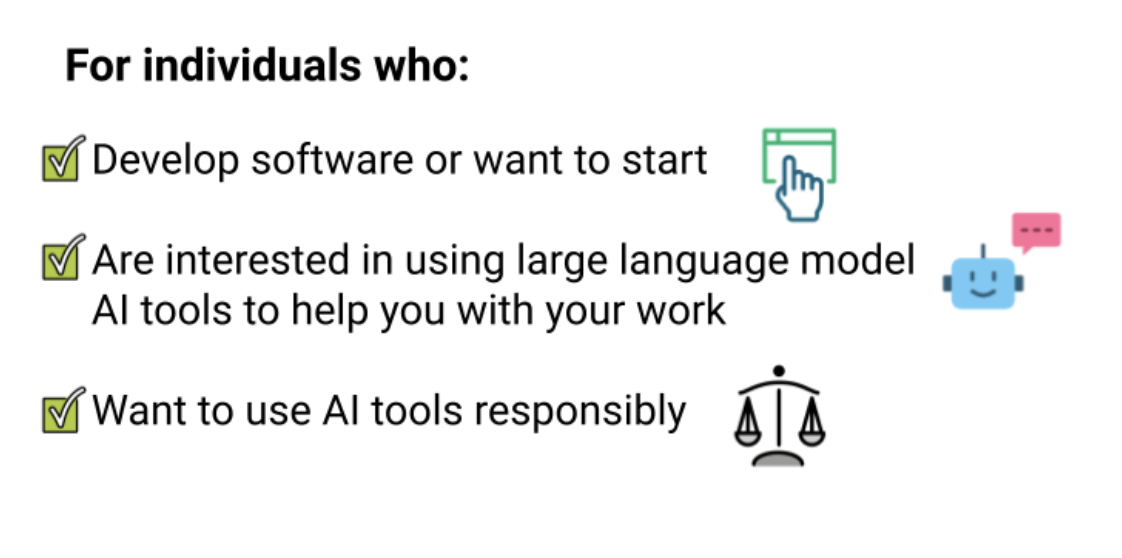 For individuals who:
Develop software or want to start
Are interested in using large language model
AI tools to help you with your work
Want to use AI tools responsibly